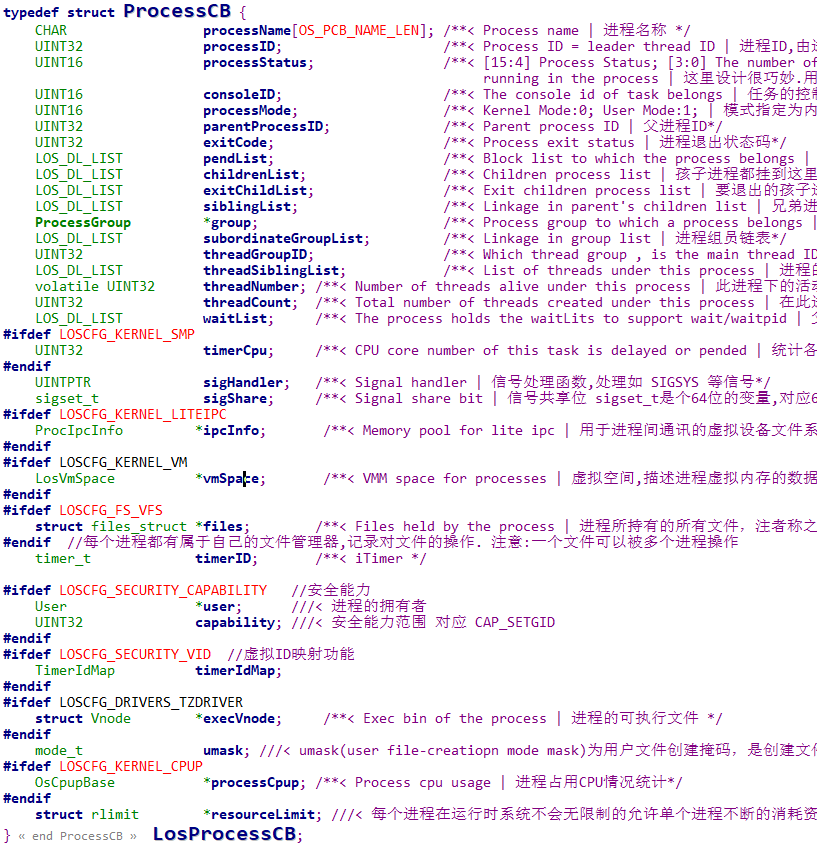 typedef struct ProcessCB {
CHAR processName[OS_PCB_NAME_LEN]; /**< Process name | 进程名称 */
UINT32 processID; /**< Process ID = leader thread ID | 进程ID,由进
UINT16 processStatus; /**< [15:4] Process Status; [3:0] The number of
running in the process | 这里设计很巧妙.用
UINT16 consoleID; /**< The console id of task belongs | 任务的控制
UINT16 processMode; /**< Kernel Mode:0; User Mode:1; | 模式指定为内
UINT32 parentProcessID; /**< Parent process ID | 父进程ID*/
UINT32 exitCode; /**< Process exit status | 进程退出状态码*/
LOS_DL_LIST pendList; /**< Block list to which the process belongs |
LOS_DL_LIST childrenList; /**< Children process list | 孩子进程都挂到这里
LOS_DL_LIST exitChildList; /**< Exit children process list | 要退出的孩子进
LOS_DL_LIST siblingList; /**< Linkage in parent's children list | 兄弟进
ProcessGroup *group; /**< Process group to which a process belongs |
LOS_DL_LIST subordinateGroupList; /**< Linkage in group list | 进程组员链表*/
UINT32 threadGroupID; /**< Which thread group , is the main thread ID
LOS_DL_LIST threadSiblingList; /**< List of threads under this process | 进程的
volatile UINT32 threadNumber; /**< Number of threads alive under this process | 此进程下的活动
UINT32 threadCount; /**< Total number of threads created under this process | 在此进
LOS_DL_LIST waitList; /**< The process holds the waitLits to support wait/waitpid | 父
#ifdef LOSCFG_KERNEL_SMP
UINT32 timerCpu; /**< CPU core number of this task is delayed or pended | 统计各
#endif
UINTPTR sigHandler; /**< Signal handler | 信号处理函数,处理如 SIGSYS 等信号*/
sigset_t sigShare; /**< Signal share bit | 信号共享位 sigset_t是个64位的变量,对应6
#ifdef LOSCFG_KERNEL_LITEIPC
ProcIpcInfo *ipcInfo; /**< Memory pool for lite ipc | 用于进程间通讯的虚拟设备文件系
#endif
#ifdef LOSCFG_KERNEL_VM
LosVmSpace *vmSpace; /**< VMM space for processes | 虚拟空间,描述进程虚拟内存的数据
#endif
#ifdef LOSCFG_FS_VFS
struct files_struct *files; /**< Files held by the process | 进程所持有的所有文件，注者称之
#endif //每个进程都有属于自己的文件管理器,记录对文件的操作. 注意:一个文件可以被多个进程操作
timer_t timerID; /**< iTimer */
#ifdef LOSCFG_SECURITY_CAPABILITY //安全能力
User *user; ///< 进程的拥有者
UINT32 capability; ///< 安全能力范围 对应 CAP_SETGID
#endif
#ifdef LOSCFG_SECURITY_VID //虚拟ID映射功能
TimerIdMap timerIdMap;
#endif
#ifdef LOSCFG_DRIVERS_TZDRIVER
struct Vnode *execVnode; /**< Exec bin of the process | 进程的可执行文件 */
#endif
mode_t umask; ///< umask(user file-creatiopn mode mask)为用户文件创建掩码，是创建文件
#ifdef LOSCFG_KERNEL_CPUP
OsCpupBase *processCpup; /**< Process cpu usage | 进程占用CPU情况统计*/
#endif
struct rlimit *resourceLimit; ///< 每个进程在运行时系统不会无限制的允许单个进程不断的消耗资
} « end ProcessCB » LosProcessCB;